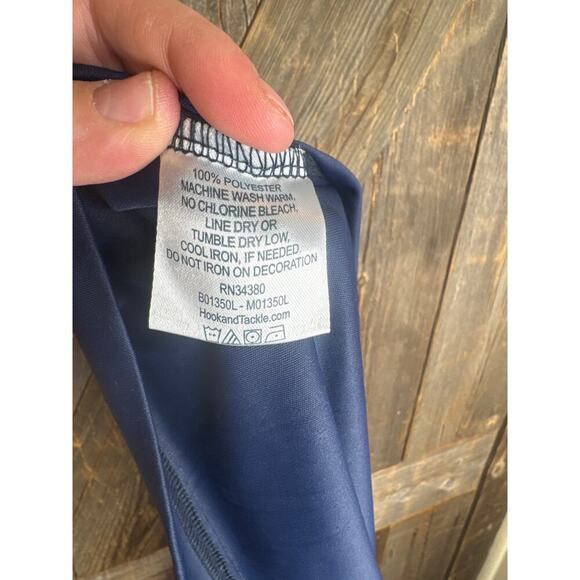 100% POLYESTER
MACHINE WASH WARM,
NO CHLORINE BLEACH,
LINE DRY OR
TUMBLE DRY LOW,
COOL IRON, IF NEEDED.
DO NOT IRON ON DECORATION
RN34380
B01350L - M01350L
HookandTackle.com